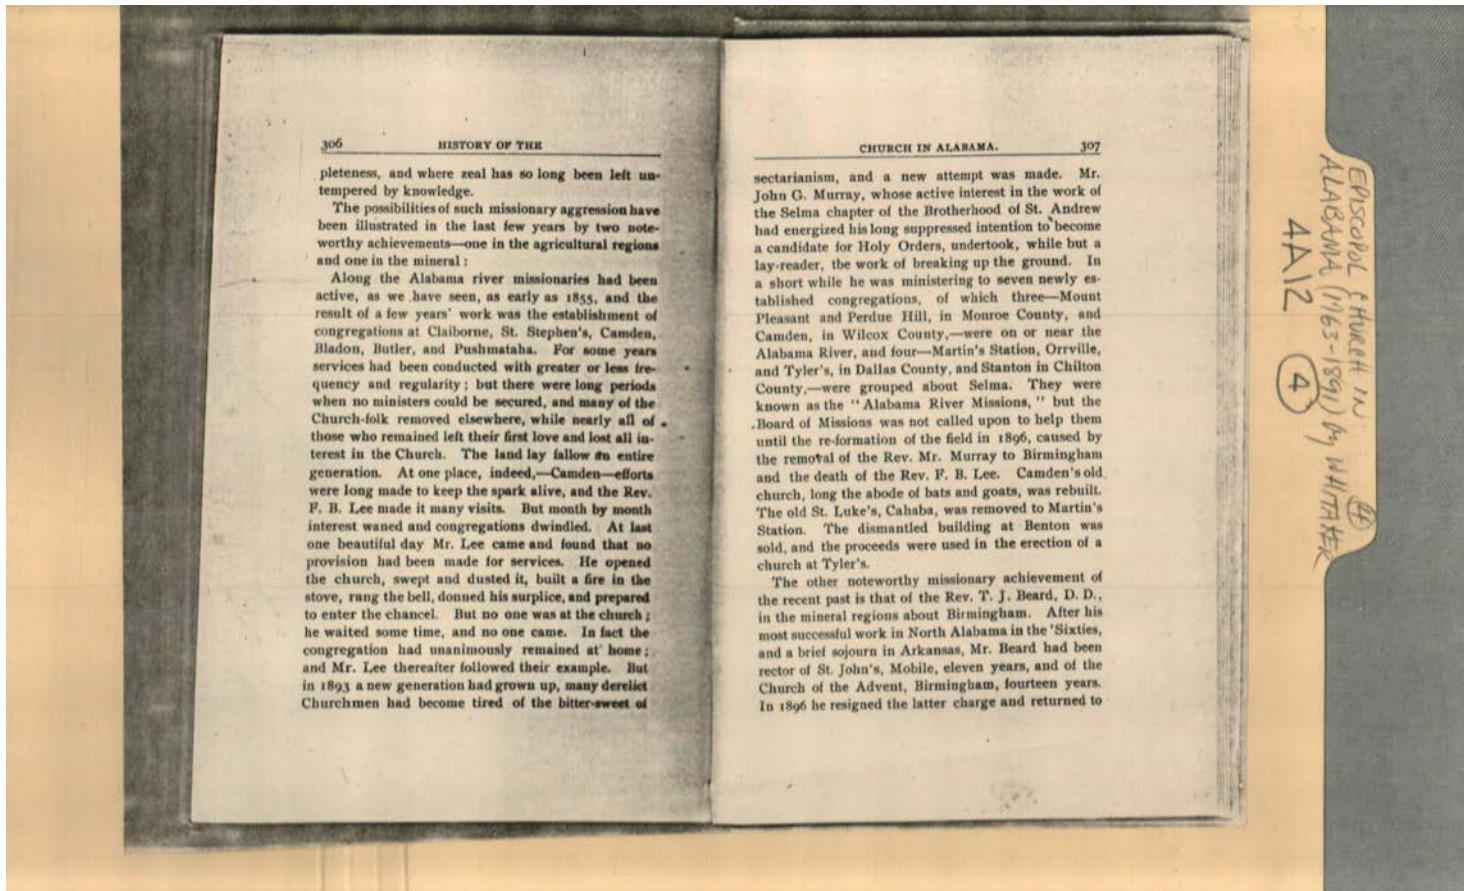 306 HISTORY OF THE
pleteness, and where zeal has so long been left un-
tempered by knowledge.
The possibilities of such missionary aggression have
been illustrated in the last few years by two note-
worthy achievements—one in the agricultural regions
and one in the mineral:
Along the Alabama river missionaries had been
active, as we have seen, as early as 1855, and the
result of a few years' work was the establishment of
congregations at Claiborne, St. Stephen's, Camden,
Bladon, Butler, and Pushmataha. For some years
services had been conducted with greater or less fre-
quency and regularity; but there were long periods
when no ministers could be secured, and many of the
Church-folk removed elsewhere, while nearly all of
those who remained left their first love and lost all in-
terest in the Church. The land lay fallow an entire
generation. At one place, indeed,—Camden—efforts
were long made to keep the spark alive, and the Rev.
F. B. Lee made it many visits. But month by month
interest waned and congregations dwindled. At last
one beautiful day Mr. Lee came and found that no
provision had been made for services. He opened
the church, swept and dusted it, built a fire in the
stove, rang the bell, donned his surplice, and prepared
to enter the chancel. But no one was at the church;
he waited some time, and no one came. In fact the
congregation had unanimously remained at home;
and Mr. Lee thereafter followed their example. But
in 1893 a new generation had grown up, many derelict
Churchmen had become tired of the bitter-sweet of
CHURCH IN ALABAMA. 307
sectarianism, and a new attempt was made. Mr.
John G. Murray, whose active interest in the work of
the Selma chapter of the Brotherhood of St. Andrew
had energized his long suppressed intention to become
a candidate for Holy Orders, undertook, while but a
lay-reader, the work of breaking up the ground. In
a short while he was ministering to seven newly es-
tablished congregations, of which three—Mount
Pleasant and Perdue Hill, in Monroe County, and
Camden, in Wilcox County,—were on or near the
Alabama River, and four—Martin's Station, Orrville,
and Tyler's, in Dallas County, and Stanton in Chilton
County,—were grouped about Selma. They were
known as the "Alabama River Missions," but the
Board of Missions was not called upon to help them
until the re-formation of the field in 1896, caused by
the removal of the Rev. Mr. Murray to Birmingham
and the death of the Rev. F. B. Lee. Camden's old
church, long the abode of bats and goats, was rebuilt.
The old St. Luke's, Cahaba, was removed to Martin's
Station. The dismantled building at Benton was
sold, and the proceeds were used in the erection of a
church at Tyler's.
The other noteworthy missionary achievement of
the recent past is that of the Rev. T. J. Beard, D. D.,
in the mineral regions about Birmingham. After his
most successful work in North Alabama in the 'Sixties,
and a brief sojourn in Arkansas, Mr. Beard had been
rector of St. John's, Mobile, eleven years, and of the
Church of the Advent, Birmingham, fourteen years.
In 1896 he resigned the latter charge and returned to
EPISCOPOL CHURCH IN
ALABAMA (1763-1891) by WHITAKER
4A12
4